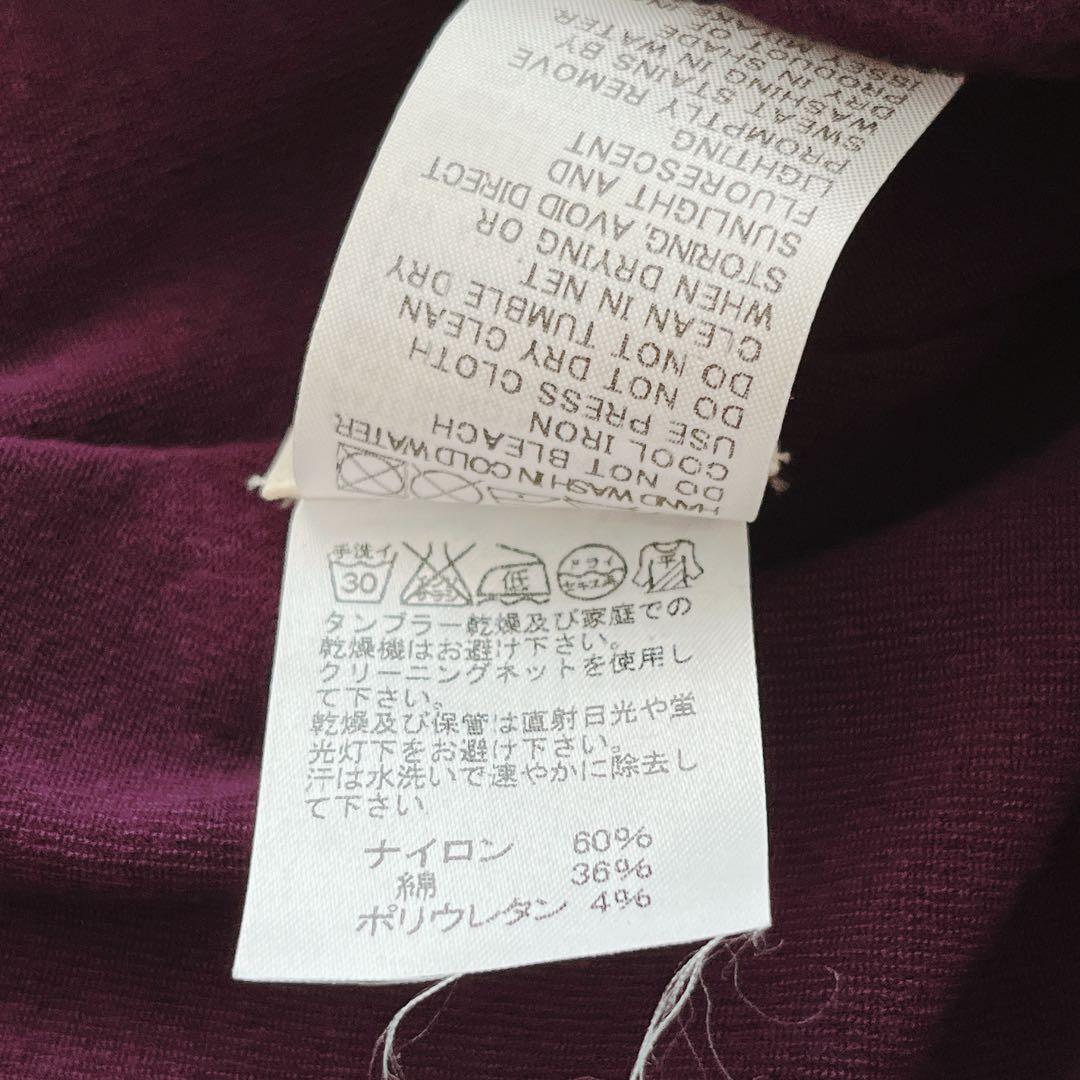 HAND WASH IN COLD WATER
DO NOT BLEACH
COOL IRON
USE PRESS CLOTH
DO NOT DRY CLEAN
DO NOT TUMBLE DRY
CLEAN IN NET.
WHEN DRYING OR
STORING, AVOID DIRECT
SUNLIGHT AND
FLUORESCENT
LIGHTING
PROMPTLY REMOVE
SWEAT STAINS BY
WASHING IN WATER
DRY IN SHADE
手洗イ 30 低 ドライ セキユ系 平
タンブラー乾燥及び家庭での
乾燥機はお避け下さい。
クリーニングネットを使用し
て下さい。
乾燥及び保管は直射日光や蛍
光灯下をお避け下さい。
汗は水洗いで速やかに除去し
て下さい
ナイロン 60%
綿 36%
ポリウレタン 4%